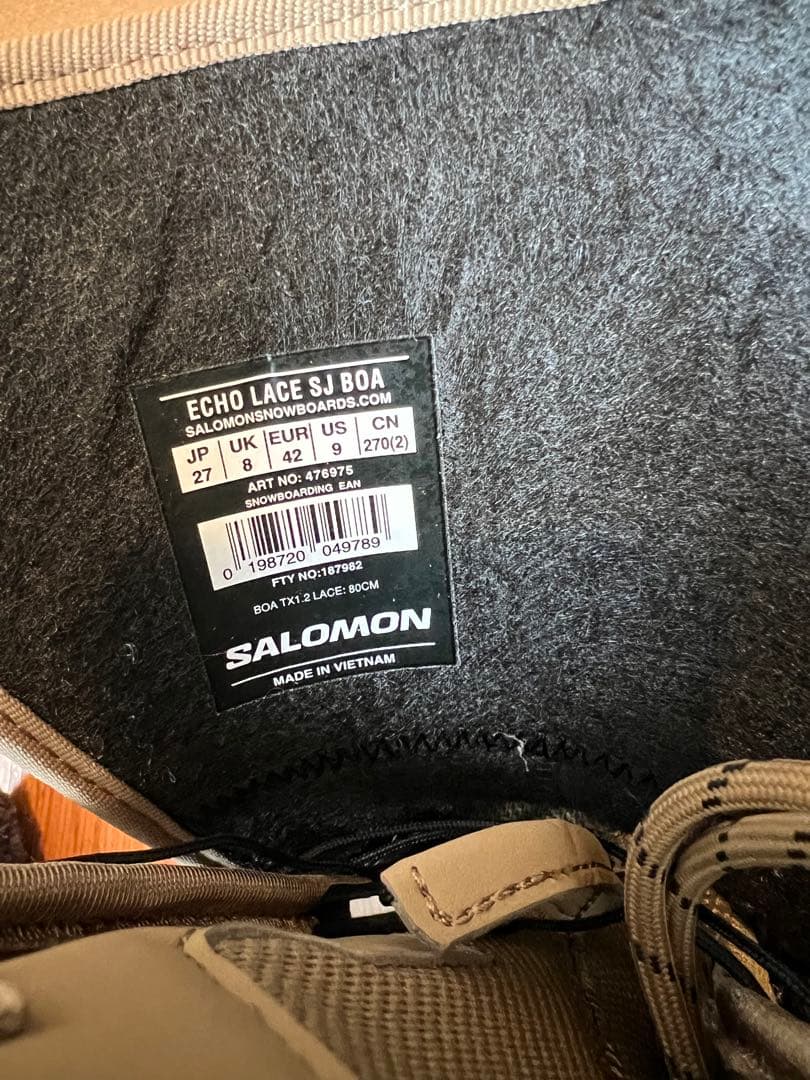 ECHO LACE SJ BOA
SALOMONSNOWBOARDS.COM
JP UK EUR US CN
27 8 42 9 270(2)
ART NO: 476975
SNOWBOARDING EAN
0 198720 049789
FTY NO:187982
BOA TX1.2 LACE: 80CM
SALOMON
MADE IN VIETNAM